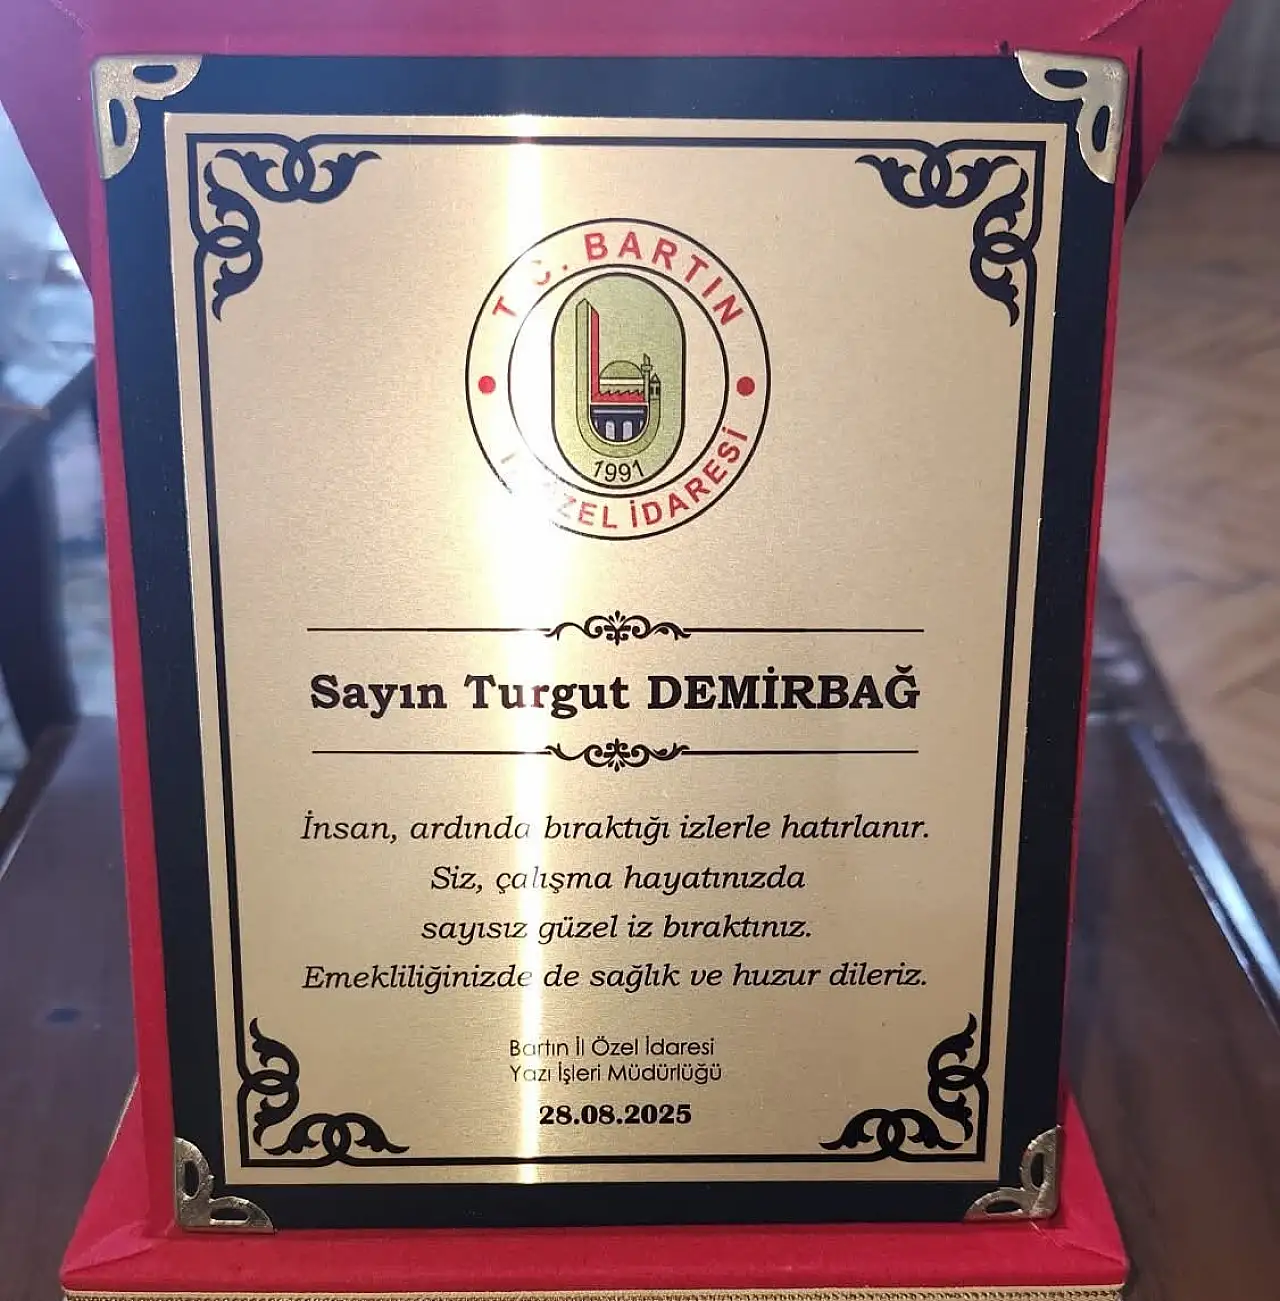 T.C. BARTIN
İL ÖZEL İDARESİ
1991
Sayın Turgut DEMİRBAĞ
İnsan, ardında bıraktığı izlerle hatırlanır.
Siz, çalışma hayatınızda
sayısız güzel iz bıraktınız.
Emekliliğinizde de sağlık ve huzur dileriz.
Bartın İl Özel İdaresi
Yazı İşleri Müdürlüğü
28.08.2025